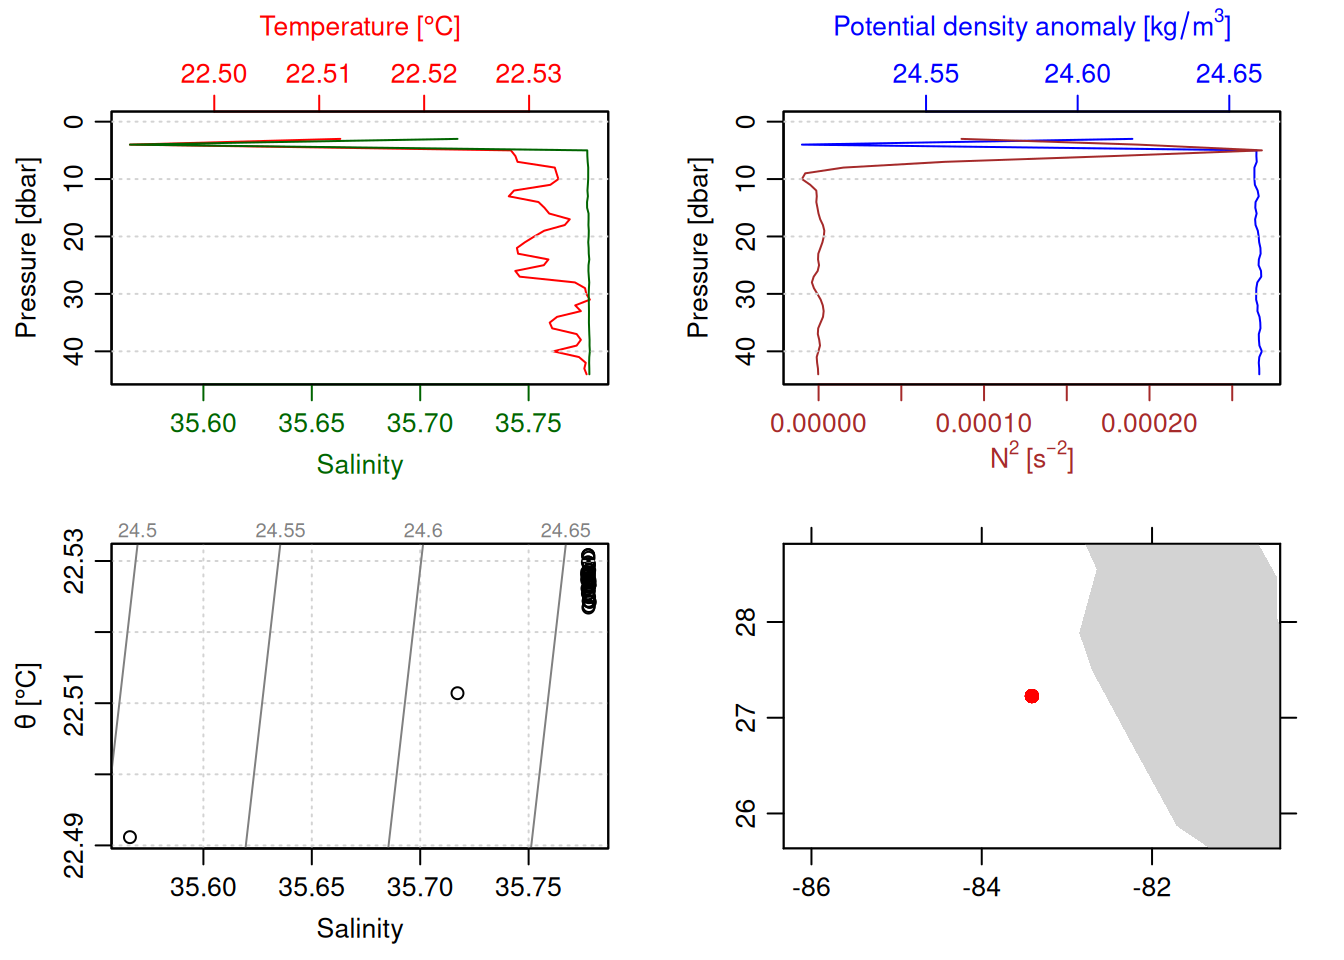 Temperature [°C]
22.50 22.51 22.52 22.53
Pressure [dbar]
0
10
20
30
40
35.60 35.65 35.70 35.75
Salinity
Potential density anomaly [kg/m³]
24.55 24.60 24.65
Pressure [dbar]
0
10
20
30
40
0.00000 0.00010 0.00020
N² [s⁻²]
24.5 24.55 24.6 24.65
θ [°C]
22.53
22.51
22.49
35.60 35.65 35.70 35.75
Salinity
28
27
26
-86 -84 -82